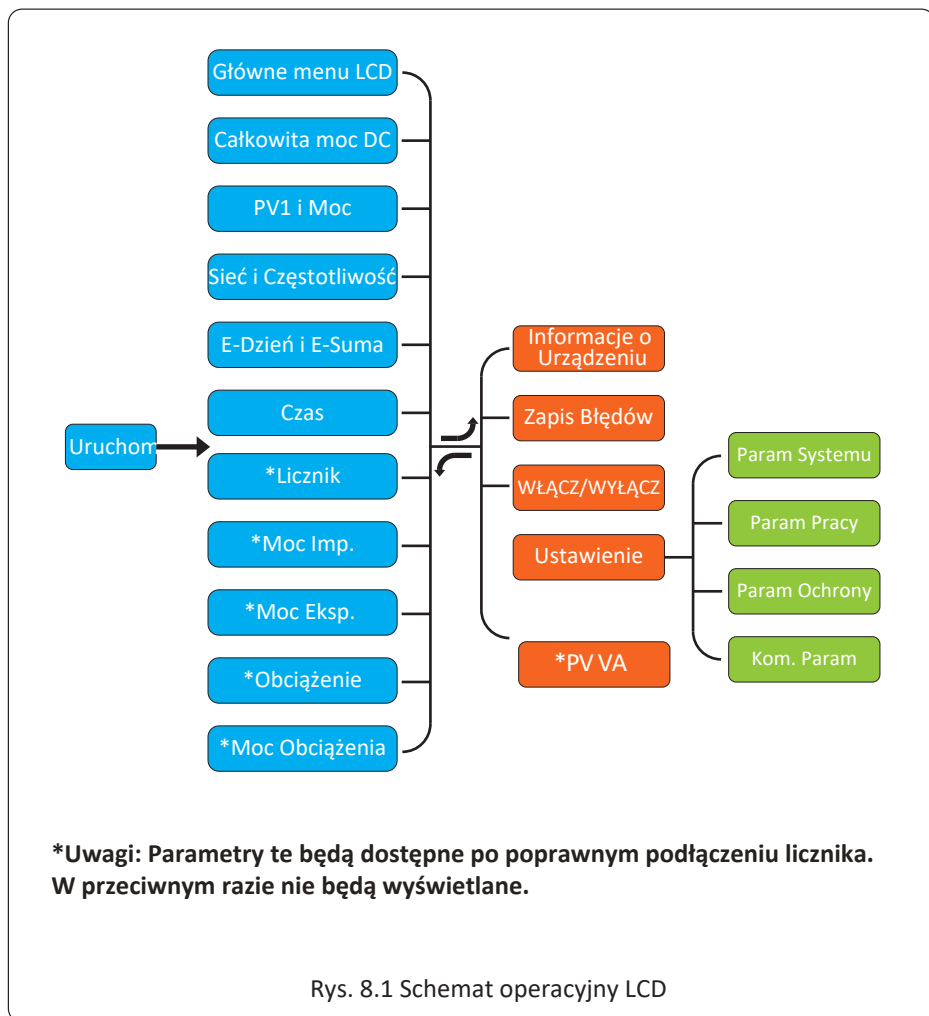 Główne menu LCD
Całkowita moc DC
PV1 i Moc
Sieć i Częstotliwość
E-Dzień i E-Suma
Czas
Uruchom
*Licznik
*Moc Imp.
*Moc Eksp.
*Obciążenie
*Moc Obciążenia
Informacje o
Urządzeniu
Zapis Błędów
WŁĄCZ/WYŁĄCZ
Ustawienie
*PV VA
Param Systemu
Param Pracy
Param Ochrony
Kom. Param
*Uwagi: Parametry te będą dostępne po poprawnym podłączeniu licznika.
W przeciwnym razie nie będą wyświetlane.
Rys. 8.1 Schemat operacyjny LCD